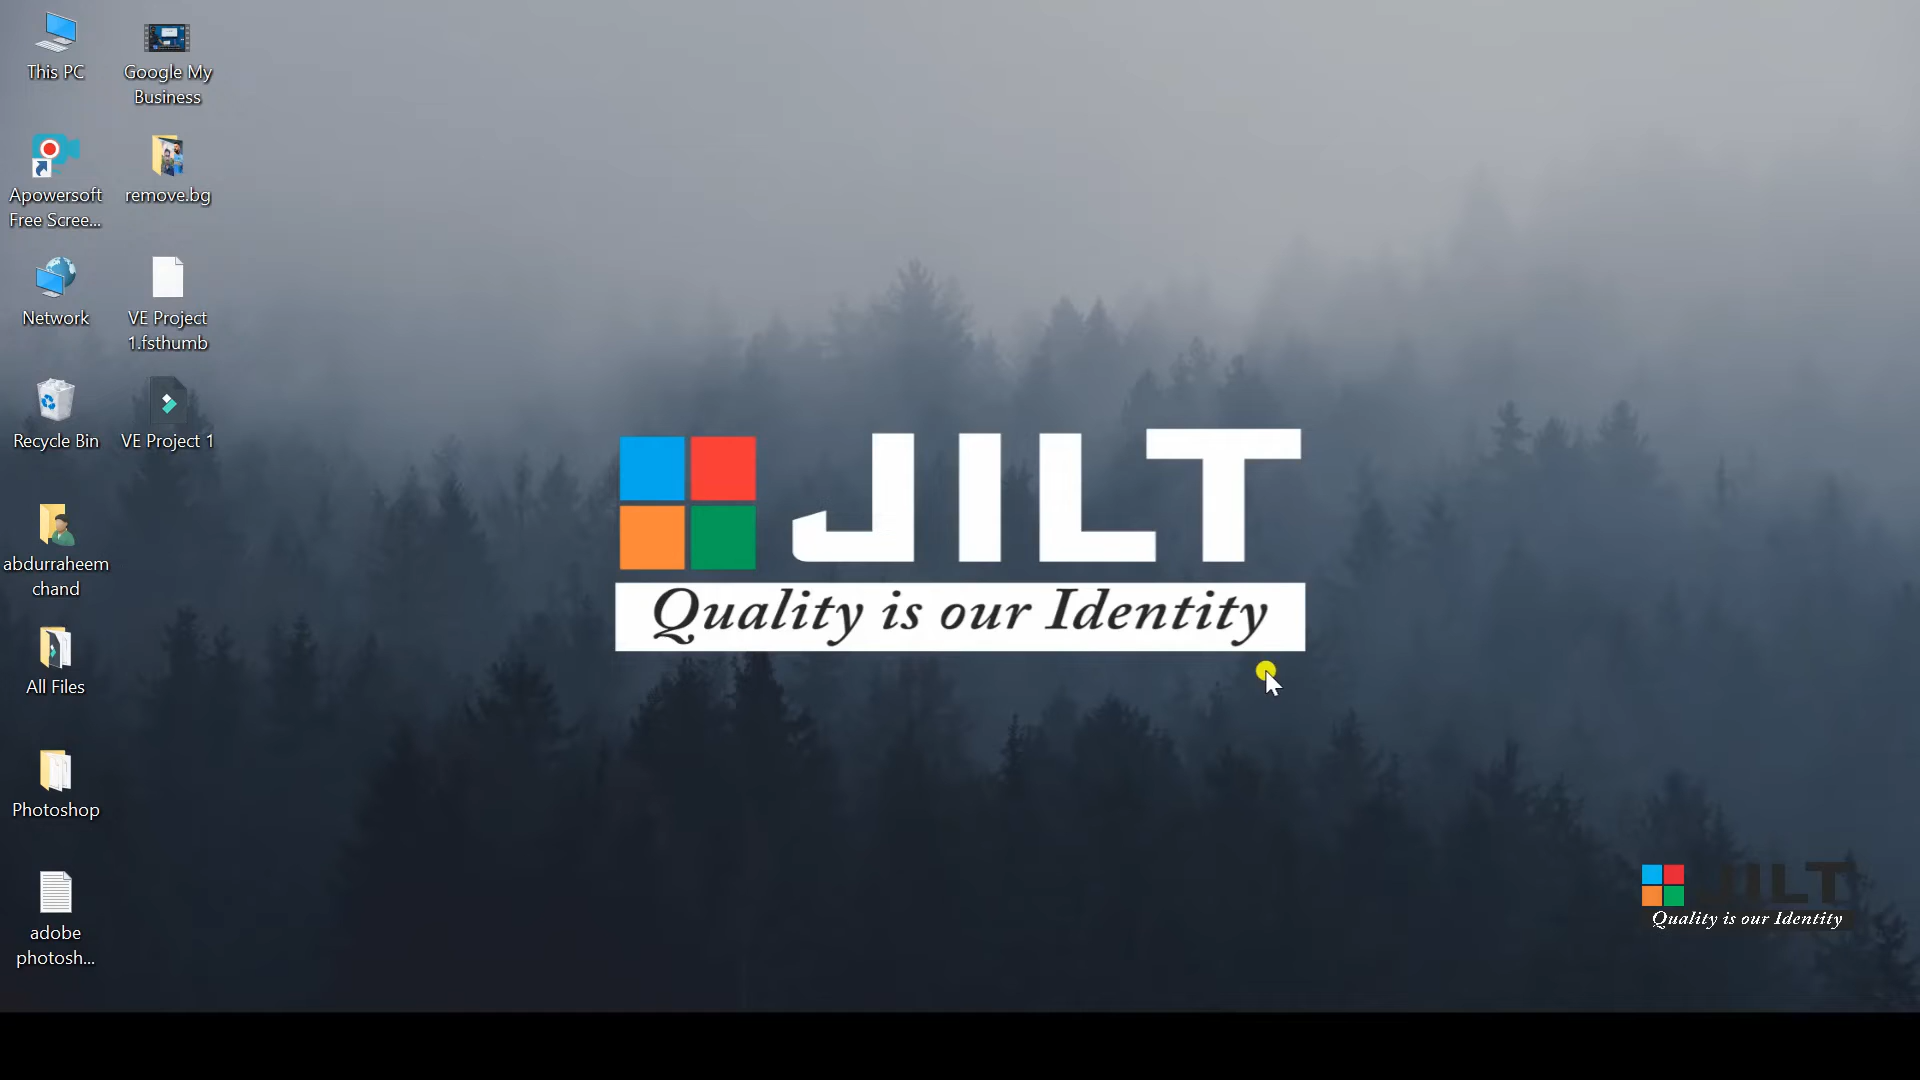 This PC
Google My
Business
Apowersoft
Free Scree...
remove.bg
Network
VE Project
1.fsthumb
Recycle Bin
VE Project 1
abdurraheem
chand
All Files
Photoshop
adobe
photosh...
JILT
Quality is our Identity
JILT
Quality is our Identity